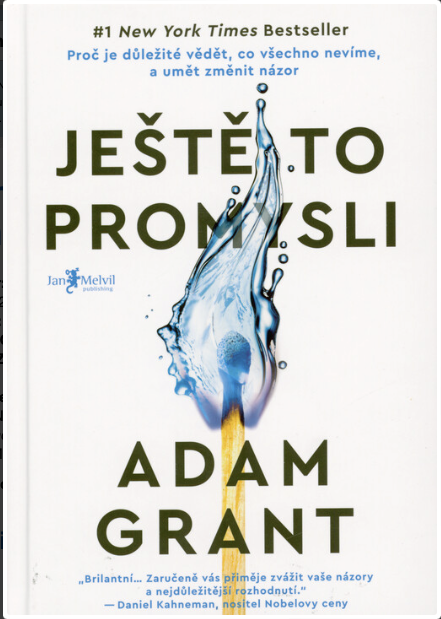 #1 New York Times Bestseller
Proč je důležité vědět, co všechno nevíme,
a umět změnit názor
JEŠTĚ TO
PROMYSLI
Jan Melvil
publishing
ADAM
GRANT
„Brilantní... Zaručeně vás přiměje zvážit vaše názory
a nejdůležitější rozhodnutí."
— Daniel Kahneman, nositel Nobelovy ceny